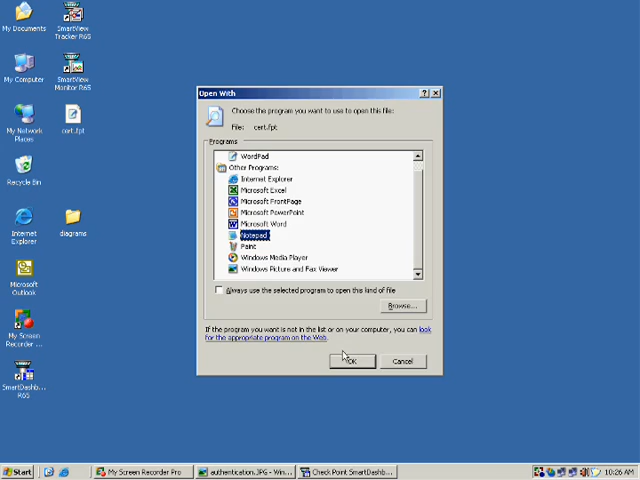 My Documents
SmartView
Tracker R65
My Computer
SmartView
Monitor R65
My Network
Places
cert.fpt
Recycle Bin
Internet
Explorer
diagrams
Microsoft
Outlook
My Screen
Recorder ...
SmartDashb...
R65
Open With
Choose the program you want to use to open this file:
File: cert.fpt
Programs
WordPad
Other Programs:
Internet Explorer
Microsoft Excel
Microsoft FrontPage
Microsoft PowerPoint
Microsoft Word
Notepad
Paint
Windows Media Player
Windows Picture and Fax Viewer
Always use the selected program to open this kind of file
Browse...
If the program you want is not in the list or on your computer, you can look
for the appropriate program on the Web.
OK
Cancel
Start
My Screen Recorder Pro
authentication.JPG - Win...
Check Point SmartDashb...
10:26 AM